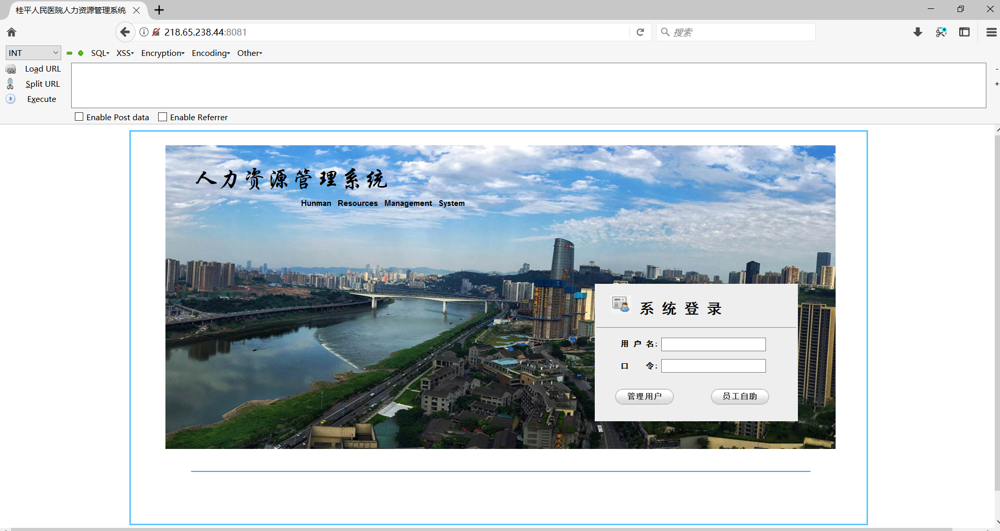 桂平人民医院人力资源管理系统
218.65.238.44:8081
搜索
INT
SQL
XSS
Encryption
Encoding
Other
Load URL
Split URL
Execute
Enable Post data
Enable Referrer
人力资源管理系统
Hunman Resources Management System
系统登录
用户名:
口令:
管理用户
员工自助